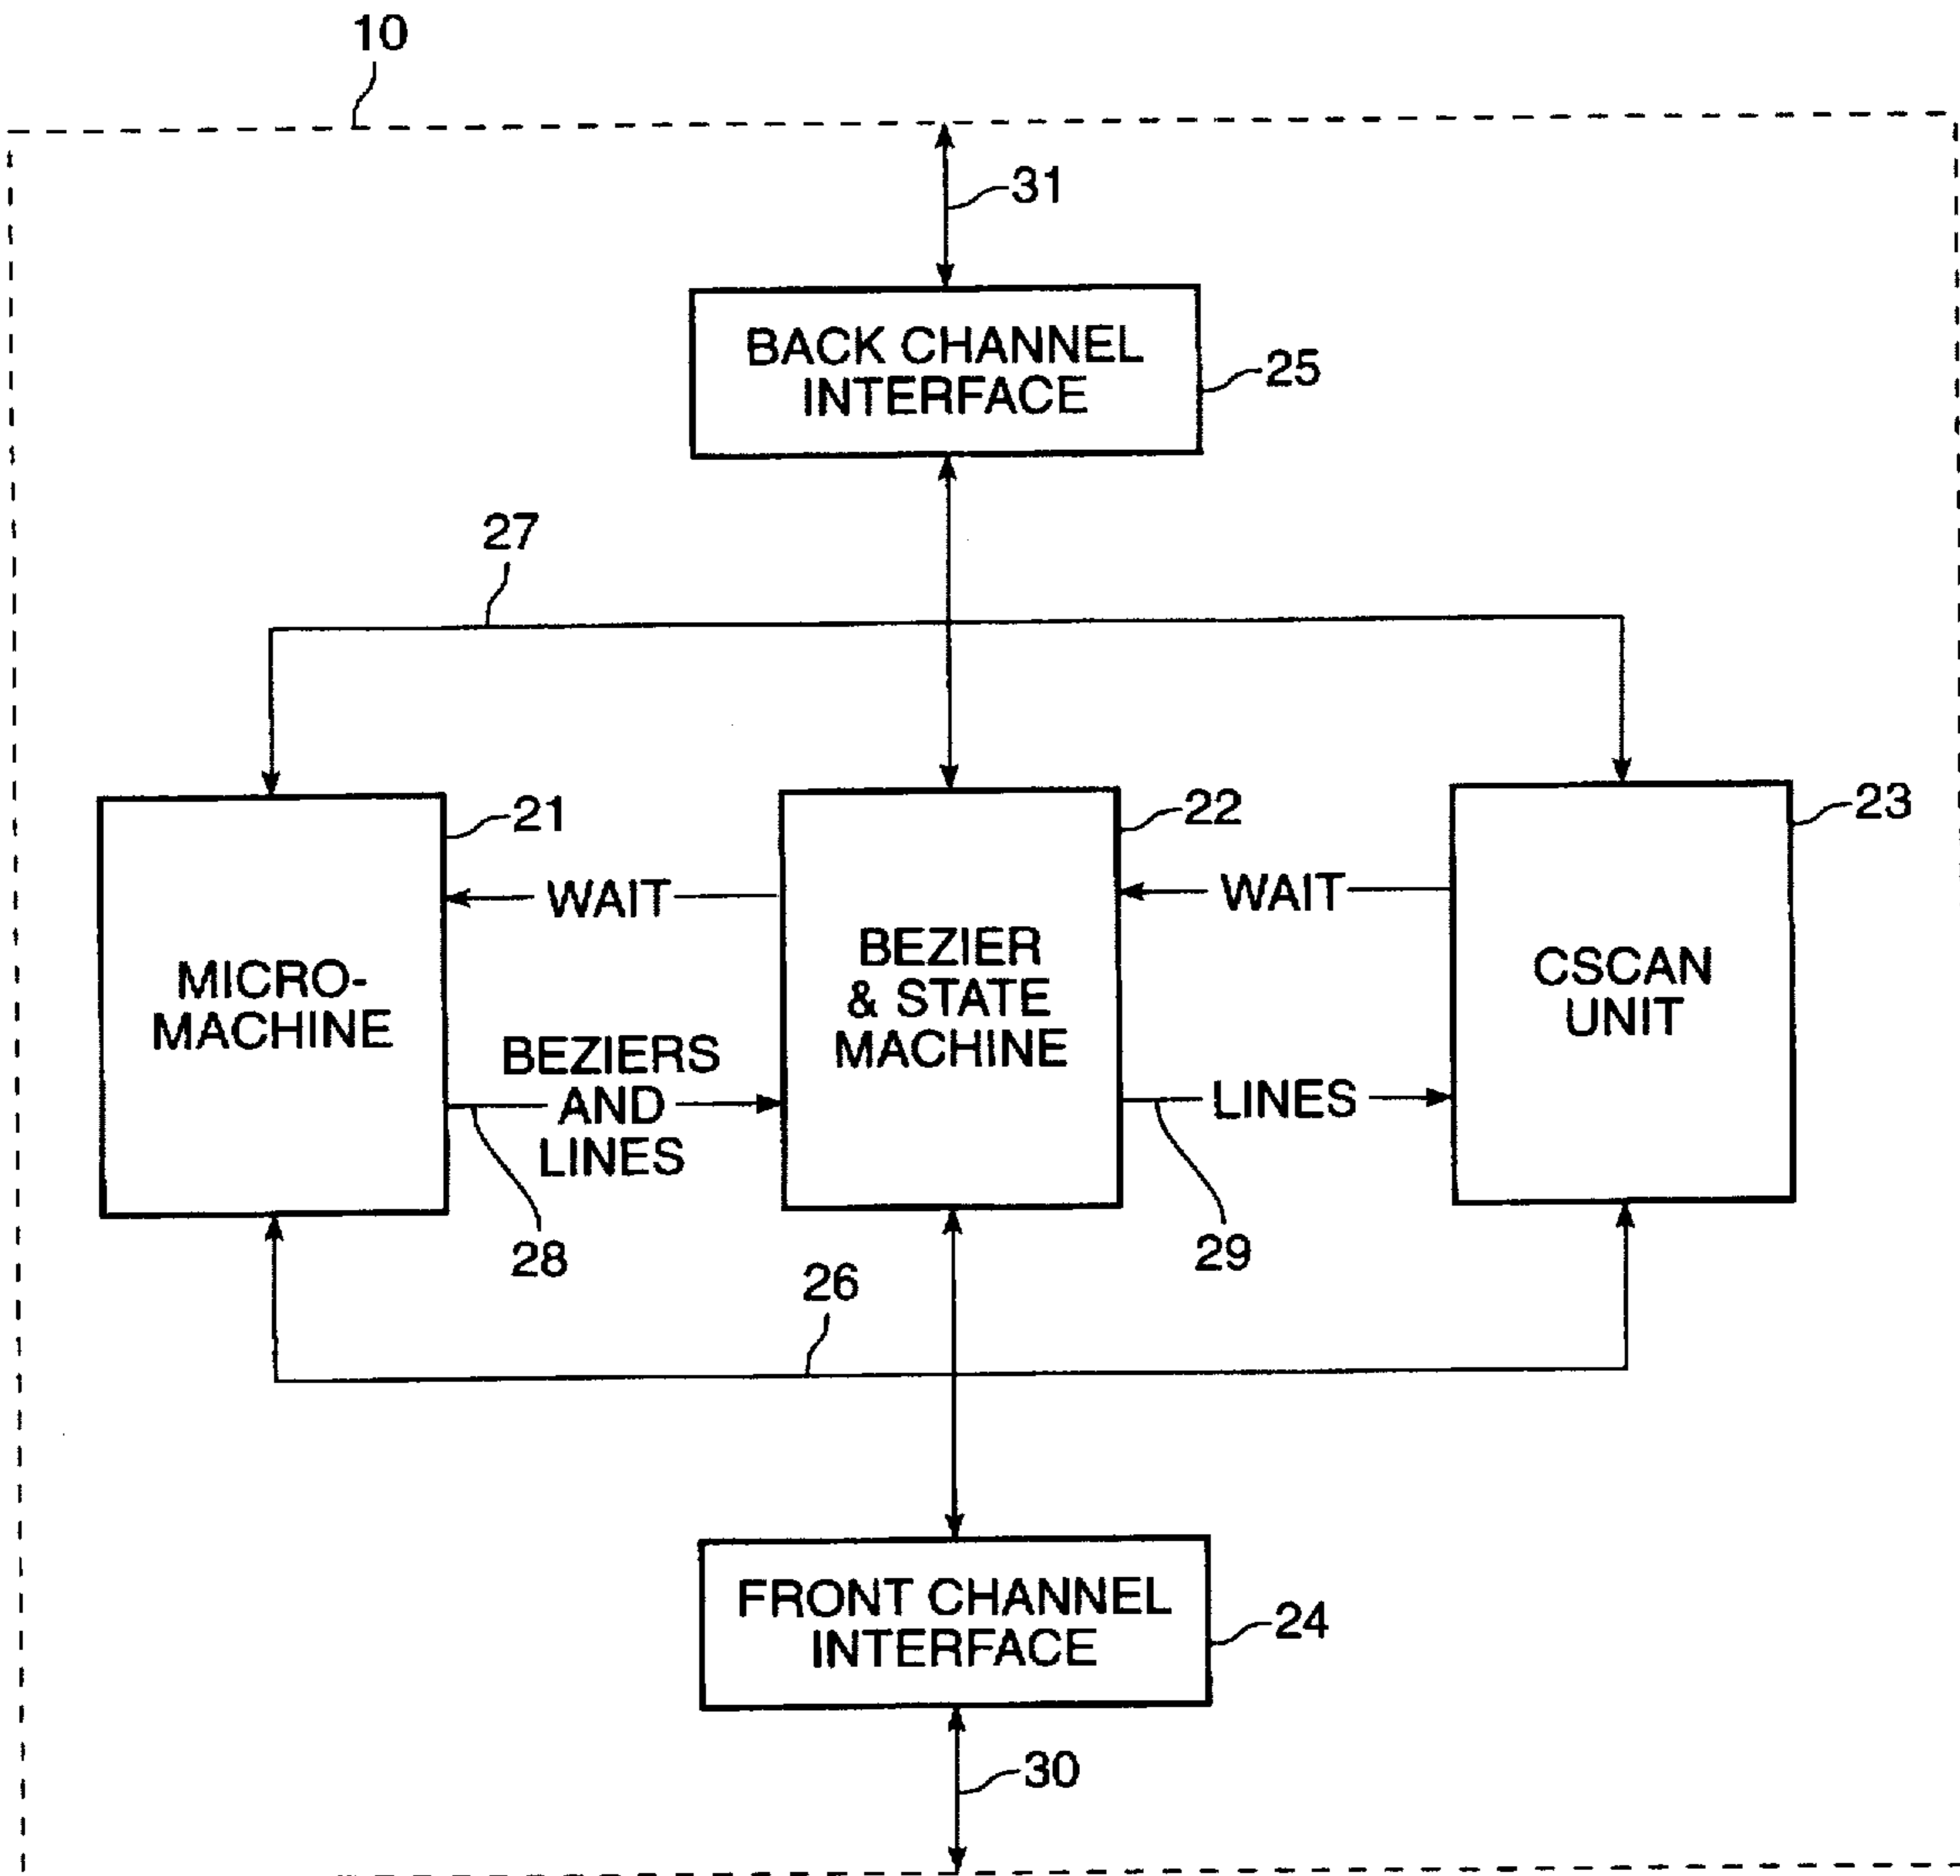 10
31
BACK CHANNEL
INTERFACE
25
27
21
22
23
WAIT
WAIT
MICRO-
MACHINE
BEZIER
& STATE
MACHINE
CSCAN
UNIT
BEZIERS
AND
LINES
LINES
28
29
26
FRONT CHANNEL
INTERFACE
24
30